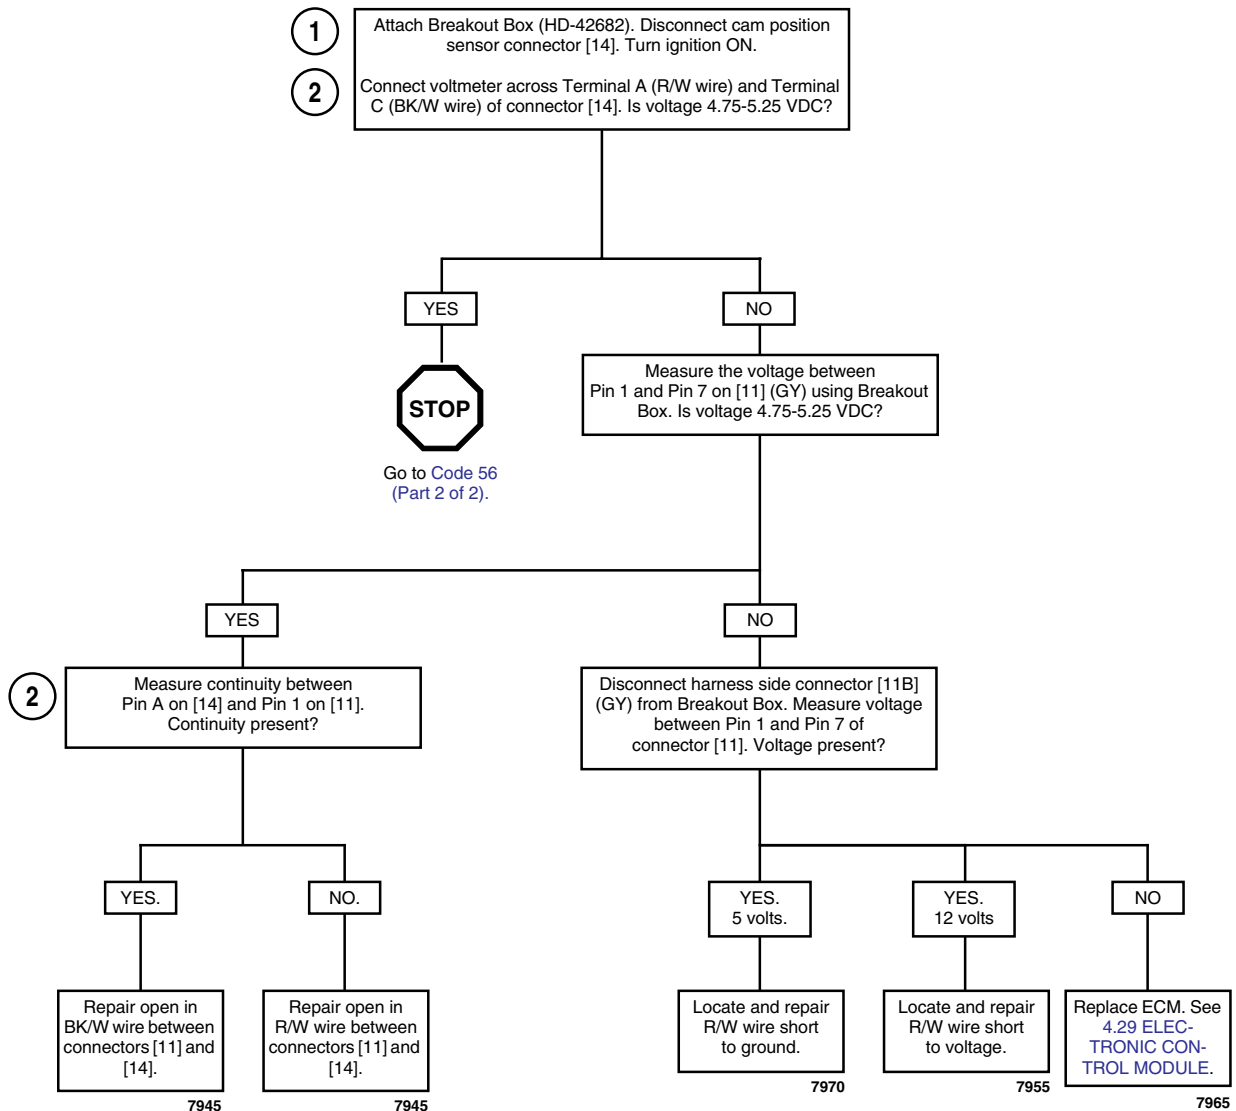 1
Attach Breakout Box (HD-42682). Disconnect cam position
sensor connector [14]. Turn ignition ON.
2
Connect voltmeter across Terminal A (R/W wire) and Terminal
C (BK/W wire) of connector [14]. Is voltage 4.75-5.25 VDC?
YES
NO
STOP
Go to Code 56
(Part 2 of 2).
Measure the voltage between
Pin 1 and Pin 7 on [11] (GY) using Breakout
Box. Is voltage 4.75-5.25 VDC?
YES
NO
2
Measure continuity between
Pin A on [14] and Pin 1 on [11].
Continuity present?
Disconnect harness side connector [11B]
(GY) from Breakout Box. Measure voltage
between Pin 1 and Pin 7 of
connector [11]. Voltage present?
YES.
NO.
YES.
5 volts.
YES.
12 volts
NO
Repair open in
BK/W wire between
connectors [11] and
[14].
7945
Repair open in
R/W wire between
connectors [11] and
[14].
7945
Locate and repair
R/W wire short
to ground.
7970
Locate and repair
R/W wire short
to voltage.
7955
Replace ECM. See
4.29 ELEC-
TRONIC CON-
TROL MODULE.
7965